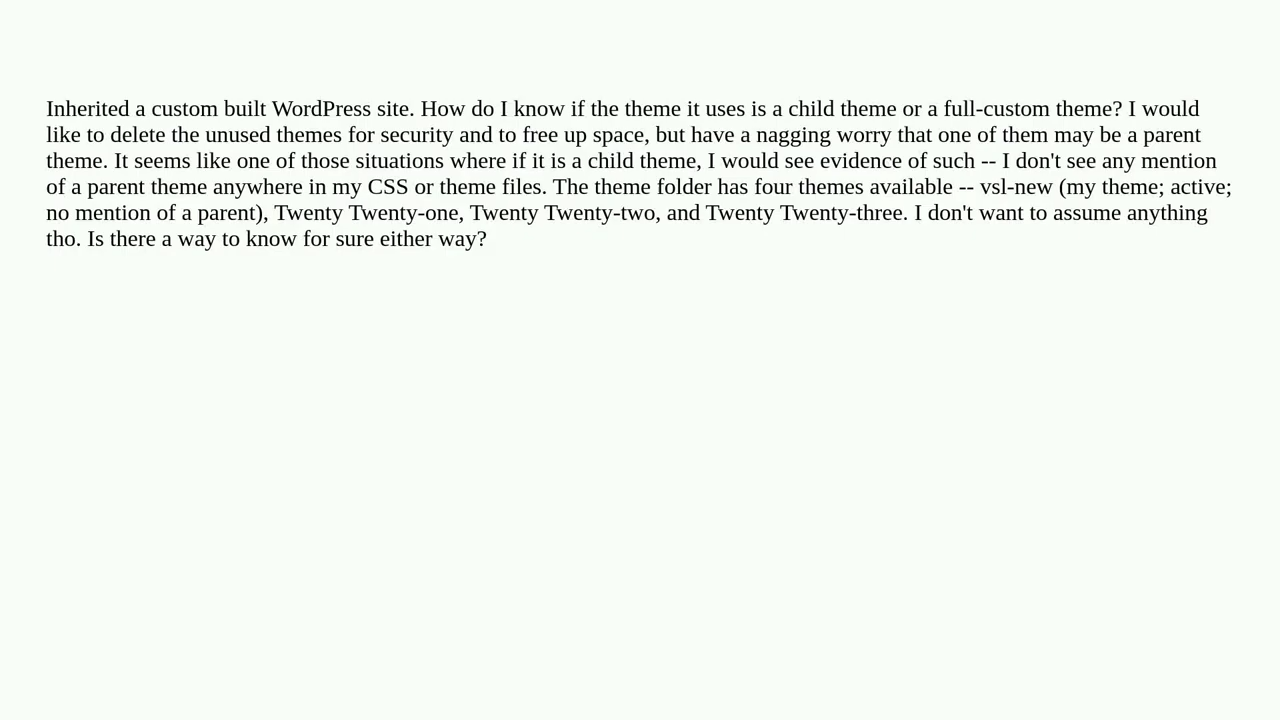 Inherited a custom built WordPress site. How do I know if the theme it uses is a child theme or a full-custom theme? I would
like to delete the unused themes for security and to free up space, but have a nagging worry that one of them may be a parent
theme. It seems like one of those situations where if it is a child theme, I would see evidence of such -- I don't see any mention
of a parent theme anywhere in my CSS or theme files. The theme folder has four themes available -- vsl-new (my theme; active;
no mention of a parent), Twenty Twenty-one, Twenty Twenty-two, and Twenty Twenty-three. I don't want to assume anything
tho. Is there a way to know for sure either way?